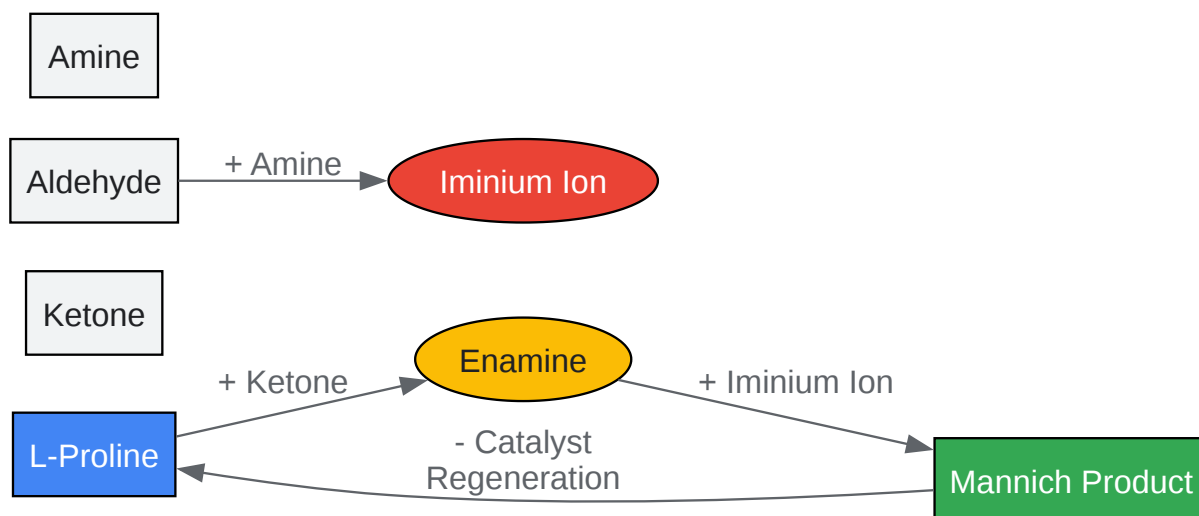 Amine
Aldehyde
+ Amine
Iminium Ion
Ketone
+ Ketone
Enamine
+ Iminium Ion
L-Proline
- Catalyst
Regeneration
Mannich Product